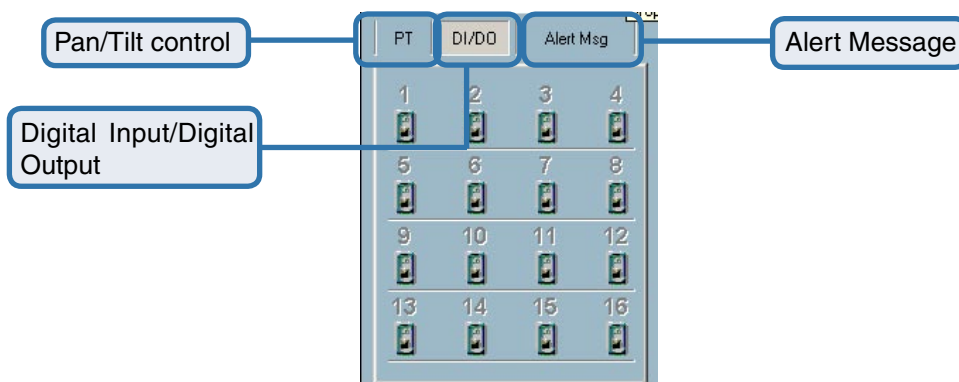 Pan/Tilt control
PT
DI/DO
Alert Msg
Alert Message
Digital Input/Digital
Output
1 2 3 4
5 6 7 8
9 10 11 12
13 14 15 16